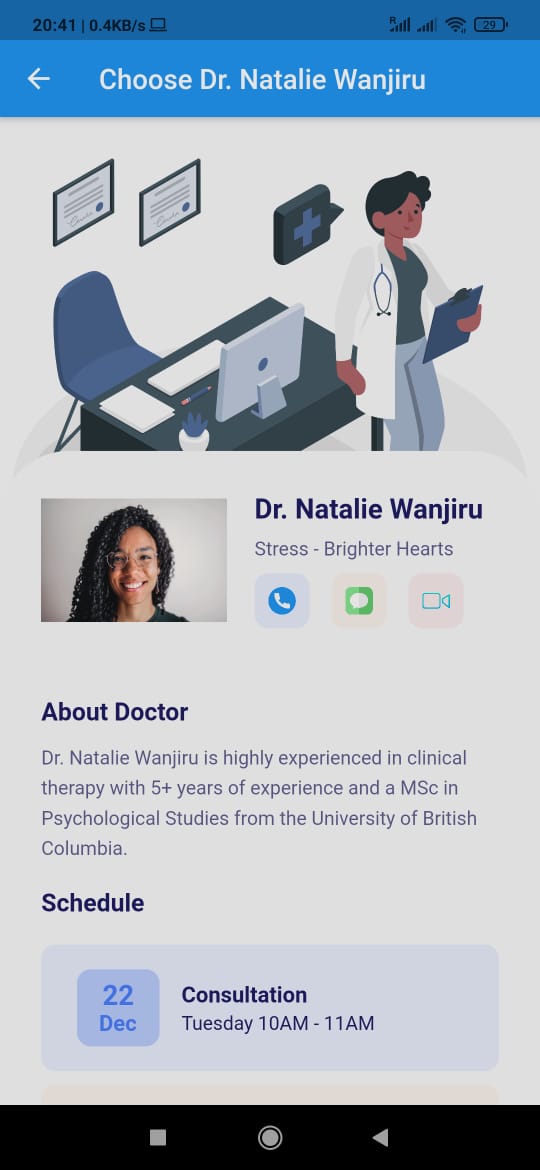 20:41 | 0.4KB/s
R
29
Choose Dr. Natalie Wanjiru
Dr. Natalie Wanjiru
Stress - Brighter Hearts
About Doctor
Dr. Natalie Wanjiru is highly experienced in clinical
therapy with 5+ years of experience and a MSc in
Psychological Studies from the University of British
Columbia.
Schedule
22
Dec
Consultation
Tuesday 10AM - 11AM